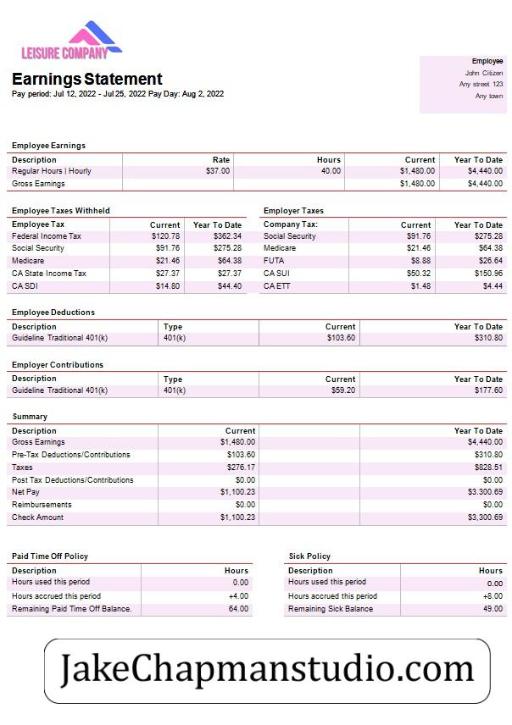 LEISURE COMPANY
Earnings Statement
Pay period: Jul 12, 2022 - Jul 25, 2022 Pay Day: Aug 2, 2022
Employee
John Citizen
Any street 123
Any town
Employee Earnings
Description Rate Hours Current Year To Date
Regular Hours | Hourly $37.00 40.00 $1,480.00 $4,440.00
Gross Earnings $1,480.00 $4,440.00
Employee Taxes Withheld Employer Taxes
Employee Tax Current Year To Date Company Tax: Current Year To Date
Federal Income Tax $120.78 $362.34 Social Security $91.76 $275.28
Social Security $91.76 $275.28 Medicare $21.46 $64.38
Medicare $21.46 $64.38 FUTA $8.88 $26.64
CA State Income Tax $27.37 $27.37 CA SUI $50.32 $150.96
CA SDI $14.80 $44.40 CA ETT $1.48 $4.44
Employee Deductions
Description Type Current Year To Date
Guideline Traditional 401(k) 401(k) $103.60 $310.80
Employer Contributions
Description Type Current Year To Date
Guideline Traditional 401(k) 401(k) $59.20 $177.60
Summary
Description Current Year To Date
Gross Earnings $1,480.00 $4,440.00
Pre-Tax Deductions/Contributions $103.60 $310.80
Taxes $276.17 $828.51
Post Tax Deductions/Contributions $0.00 $0.00
Net Pay $1,100.23 $3.300.69
Reimbursements $0.00 $0.00
Check Amount $1,100.23 $3,300.69
Paid Time Off Policy Sick Policy
Description Hours Description Hours
Hours used this period 0.00 Hours used this period 0.00
Hours accrued this period +4.00 Hours accrued this period +8.00
Remaining Paid Time Off Balance. 64.00 Remaining Sick Balance 49.00
JakeChapmanstudio.com